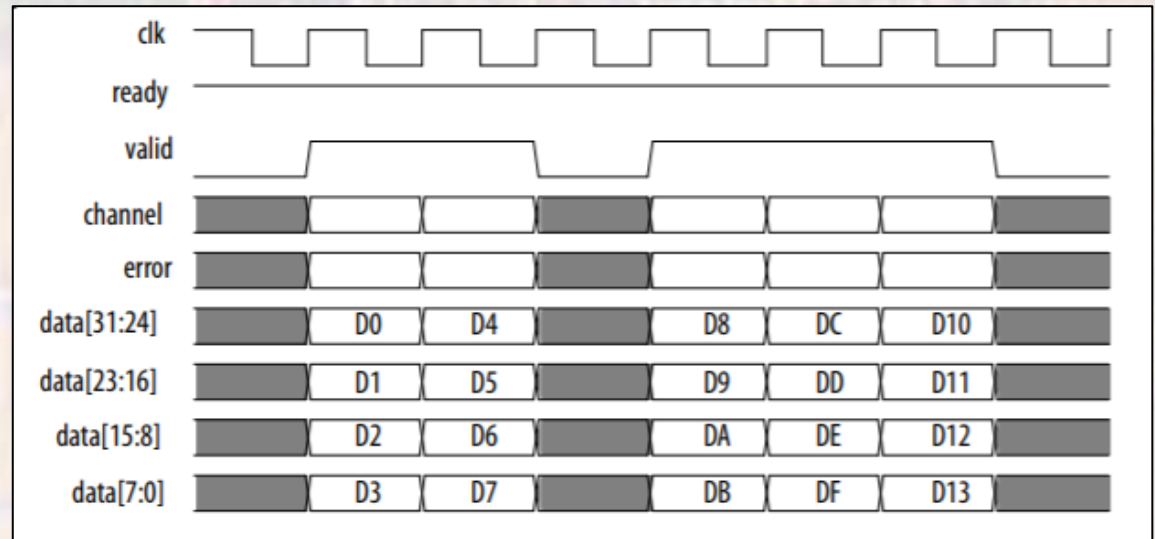 clk
ready
valid
channel
error
data[31:24] D0 D4 D8 DC D10
data[23:16] D1 D5 D9 DD D11
data[15:8] D2 D6 DA DE D12
data[7:0] D3 D7 DB DF D13